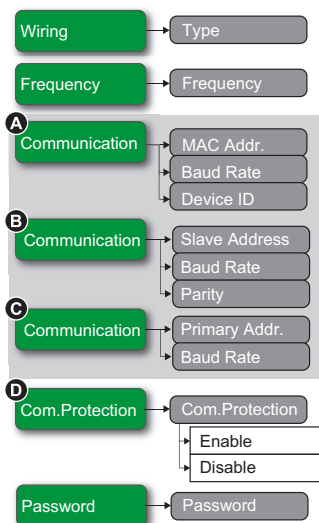 Wiring
Type
Frequency
Frequency
A
Communication
MAC Addr.
Baud Rate
Device ID
B
Communication
Slave Address
Baud Rate
Parity
C
Communication
Primary Addr.
Baud Rate
D
Com.Protection
Com.Protection
Enable
Disable
Password
Password